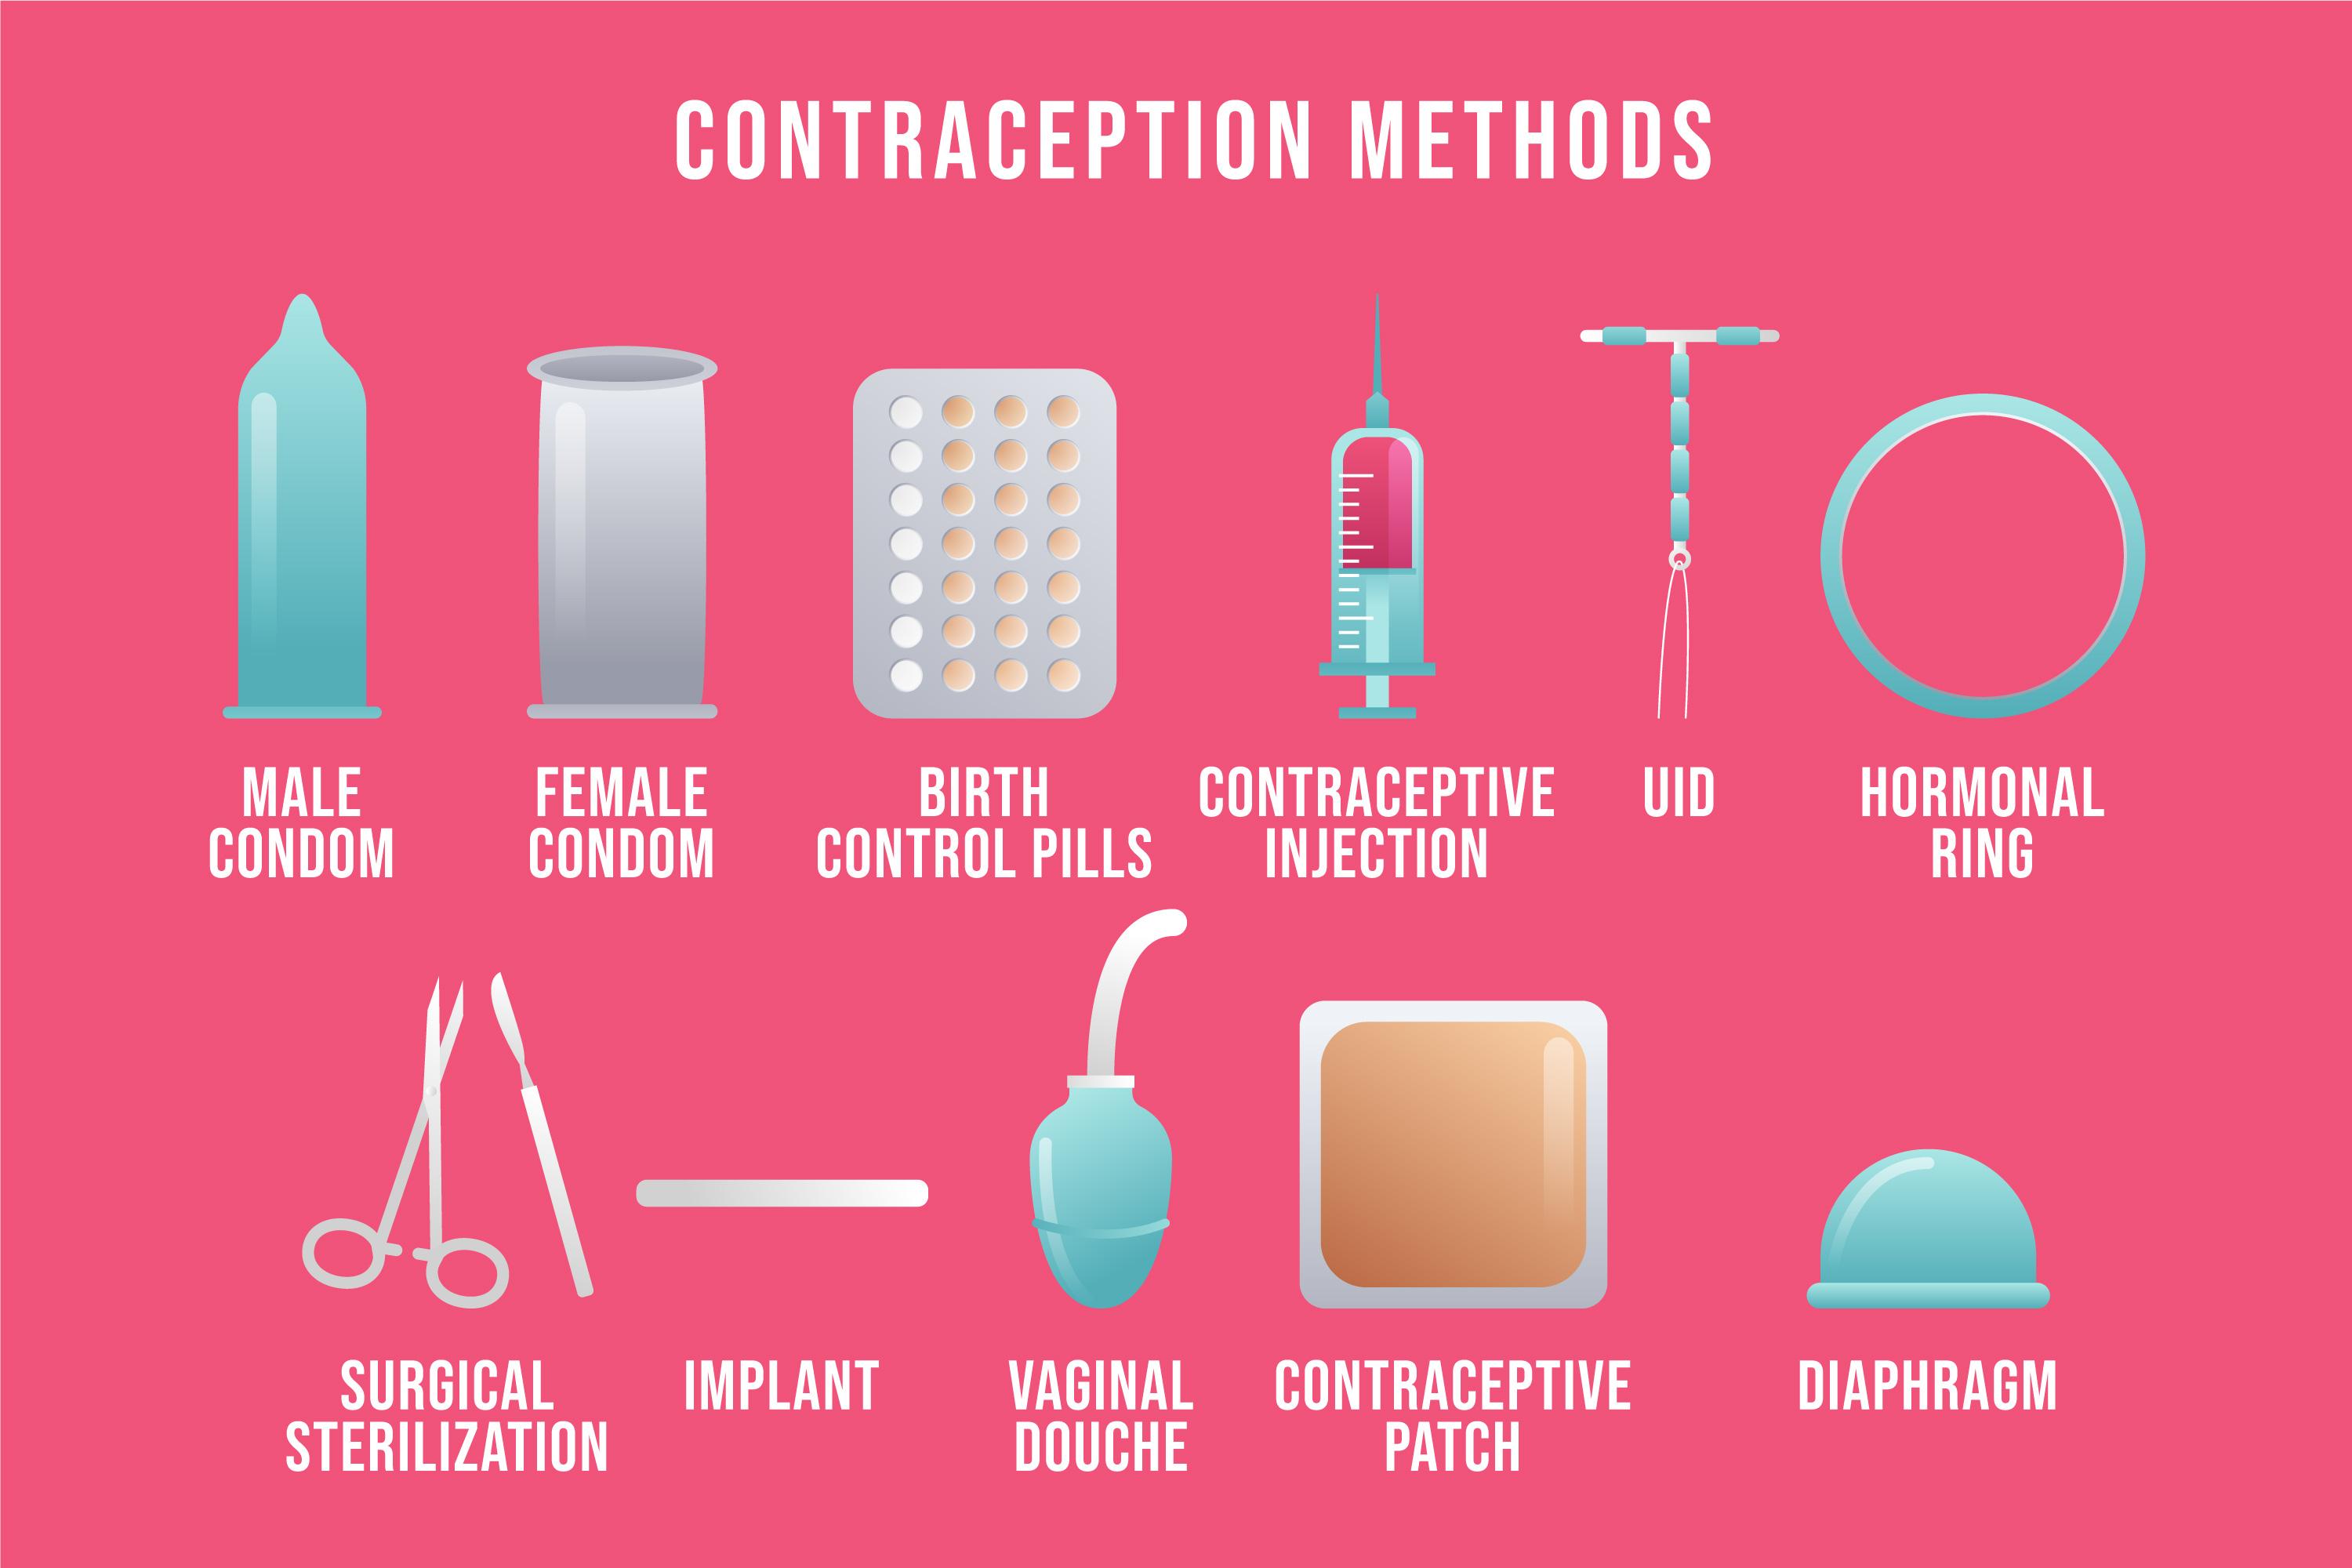 CONTRACEPTION METHODS
MALE
CONDOM
FEMALE
CONDOM
BIRTH
CONTROL PILLS
CONTRACEPTIVE
INJECTION
UID
HORMONAL
RING
SURGICAL
STERILIZATION
IMPLANT
VAGINAL
DOUCHE
CONTRACEPTIVE
PATCH
DIAPHRAGM